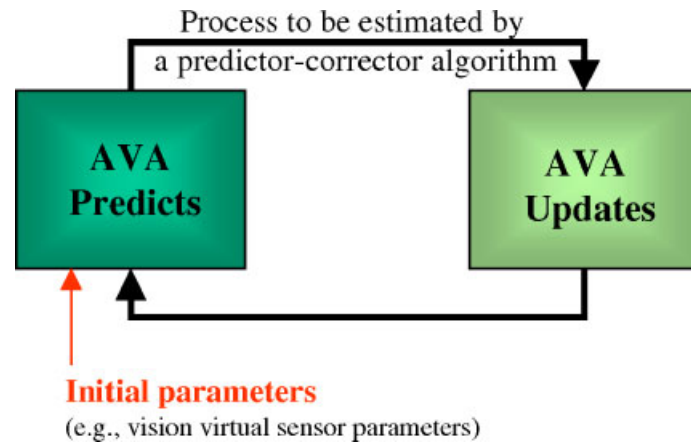 Process to be estimated by
a predictor-corrector algorithm
AVA
Predicts
AVA
Updates
Initial parameters
(e.g., vision virtual sensor parameters)